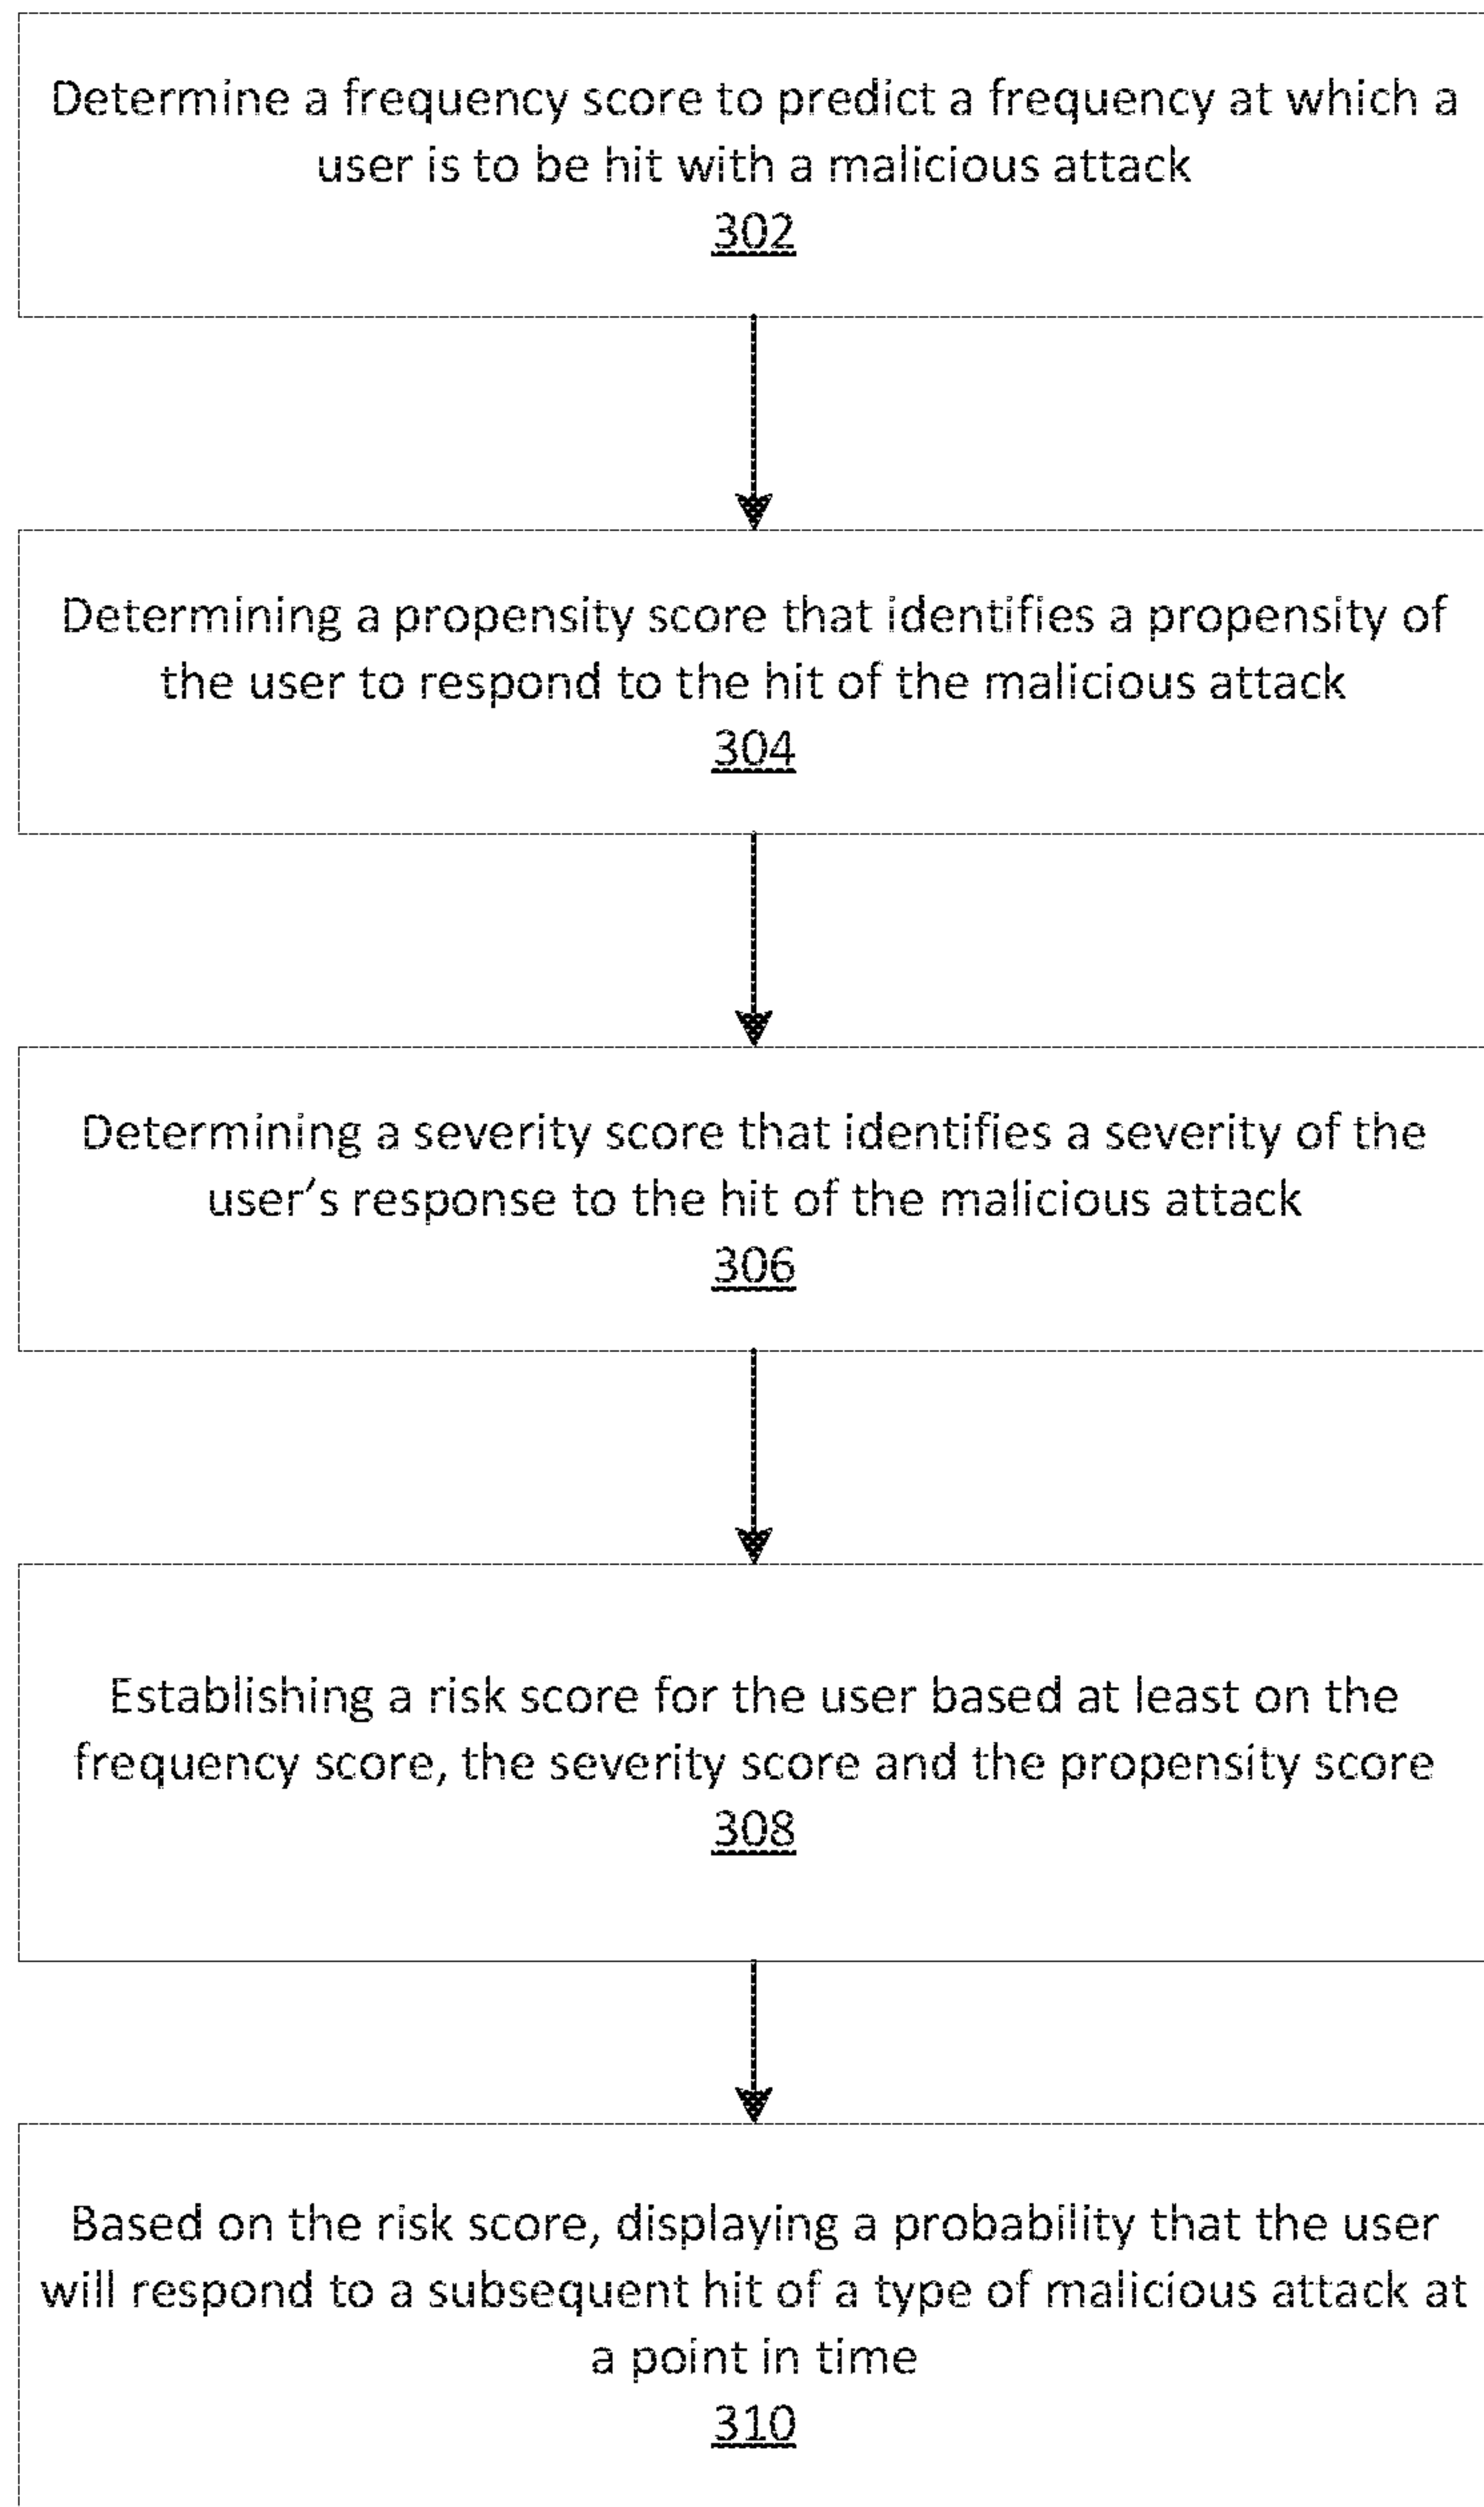 Determine a frequency score to predict a frequency at which a
user is to be hit with a malicious attack
302
Determining a propensity score that identifies a propensity of
the user to respond to the hit of the malicious attack
304
Determining a severity score that identifies a severity of the
user's response to the hit of the malicious attack
306
Establishing a risk score for the user based at least on the
frequency score, the severity score and the propensity score
308
Based on the risk score, displaying a probability that the user
will respond to a subsequent hit of a type of malicious attack at
a point in time
310